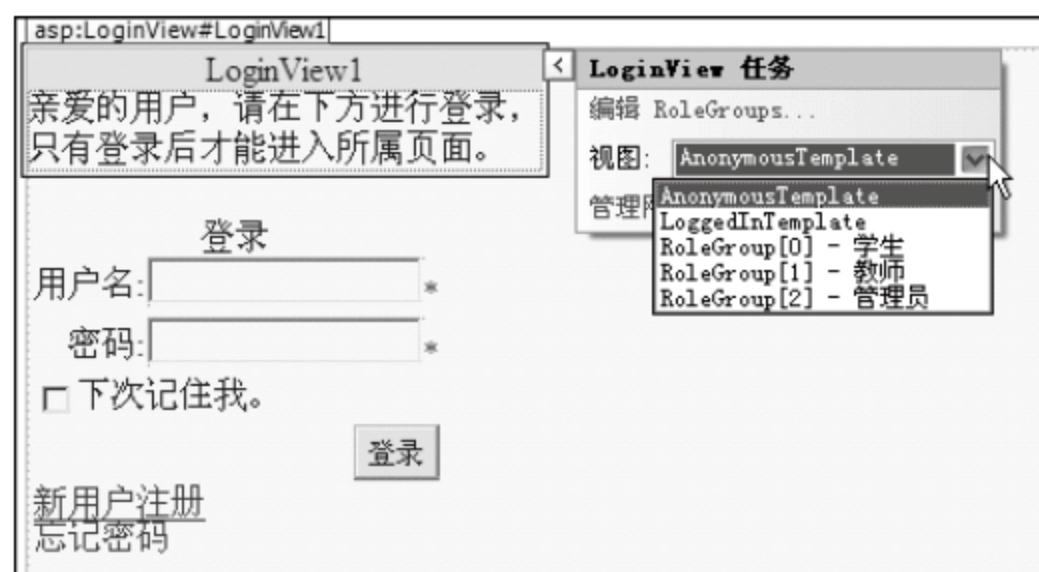 asp:LoginView#LoginView1
LoginView1
亲爱的用户，请在下方进行登录，
只有登录后才能进入所属页面。
登录
用户名:
*
密码:
*
下次记住我。
登录
新用户注册
忘记密码
LoginView 任务
编辑 RoleGroups...
视图: AnonymousTemplate
管理
AnonymousTemplate
LoggedInTemplate
RoleGroup[0] - 学生
RoleGroup[1] - 教师
RoleGroup[2] - 管理员